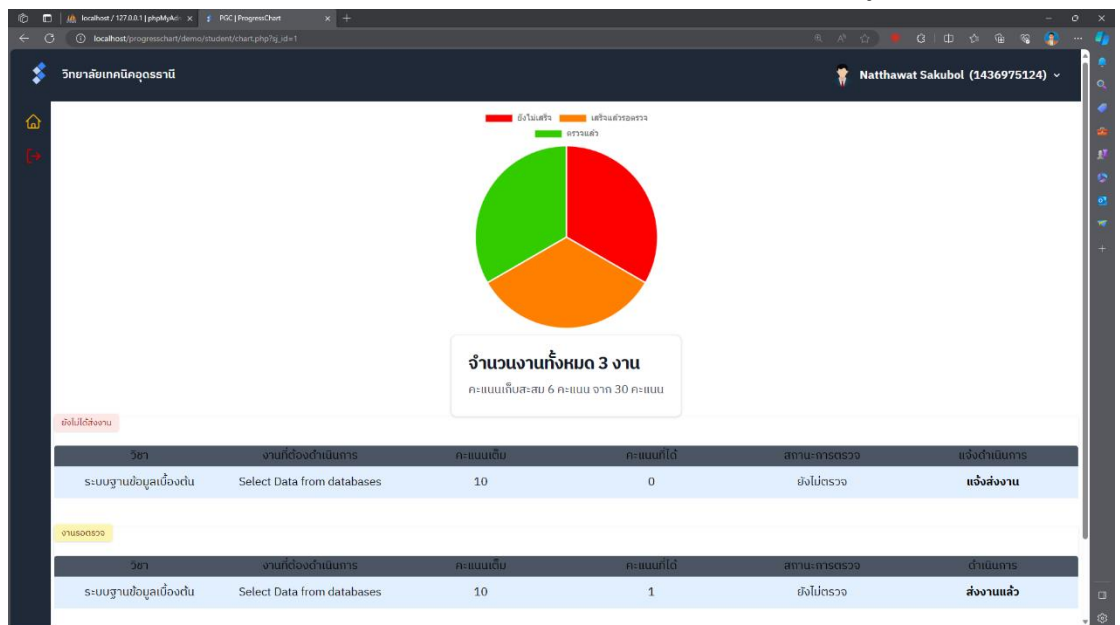 localhost / 127.0.0.1 | phpMyAd
PGC | ProgressChart
localhost/progresschart/demo/student/chart.php?sj_id=1
วิทยาลัยเทคนิคอุดรธานี
Natthawat Sakubol (1436975124)
ยังไม่เสร็จ เสร็จแล้วรอตรวจ
ตรวจแล้ว
จำนวนงานทั้งหมด 3 งาน
คะแนนเก็บสะสม 6 คะแนน จาก 30 คะแนน
ยังไม่ได้ส่งงาน
วิชา งานที่ต้องดำเนินการ คะแนนเต็ม คะแนนที่ได้ สถานะการตรวจ แจ้งดำเนินการ
ระบบฐานข้อมูลเบื้องต้น Select Data from databases 10 0 ยังไม่ตรวจ แจ้งส่งงาน
งานรอตรวจ
วิชา งานที่ต้องดำเนินการ คะแนนเต็ม คะแนนที่ได้ สถานะการตรวจ ดำเนินการ
ระบบฐานข้อมูลเบื้องต้น Select Data from databases 10 1 ยังไม่ตรวจ ส่งงานแล้ว